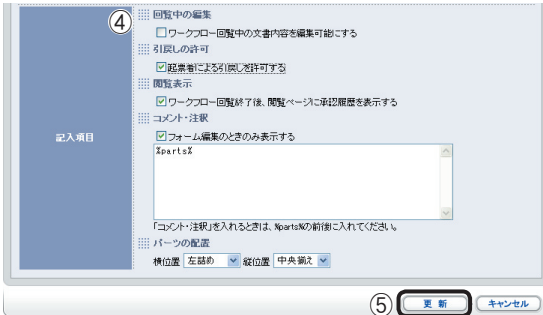 ④
回覧中の編集
ワークフロー回覧中の文書内容を編集可能にする
引戻しの許可
起票者による引戻しを許可する
閲覧表示
ワークフロー回覧終了後、閲覧ページに承認履歴を表示する
コメント・注釈
記入項目
フォーム編集のときのみ表示する
%parts%
「コメント・注釈」を入れるときは、%parts%の前後に入れてください。
パーツの配置
横位置 左詰め 縦位置 中央揃え
⑤ 更 新 キャンセル